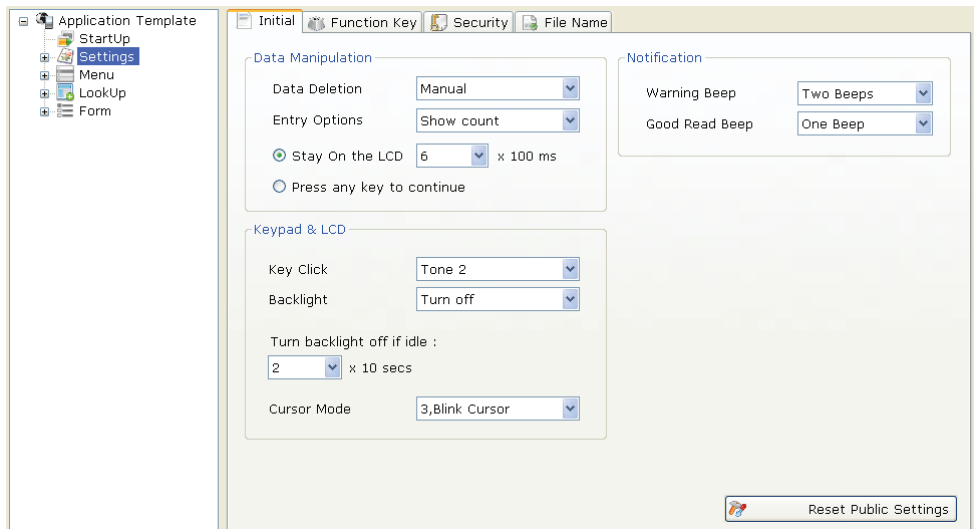 Application Template
StartUp
Settings
Menu
LookUp
Form
Initial Function Key Security File Name
Data Manipulation
Data Deletion Manual
Entry Options Show count
Stay On the LCD 6 x 100 ms
Press any key to continue
Notification
Warning Beep Two Beeps
Good Read Beep One Beep
Keypad & LCD
Key Click Tone 2
Backlight Turn off
Turn backlight off if idle :
2 x 10 secs
Cursor Mode 3,Blink Cursor
Reset Public Settings